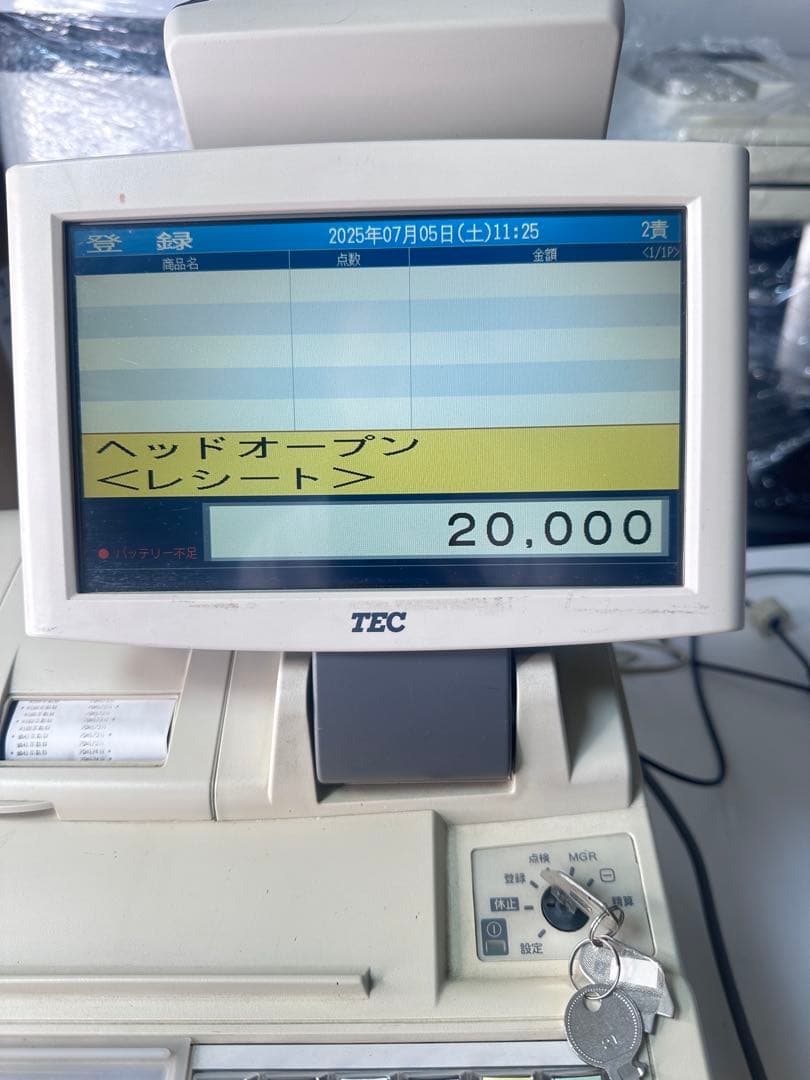 登 録 2025年07月05日(土)11:25 2責
商品名 点数 金額 <1/1P>
ヘッドオープン
<レシート>
20,000
● バッテリー不足
TEC
点検 MGR
登録 ⊖
休止 精算
設定